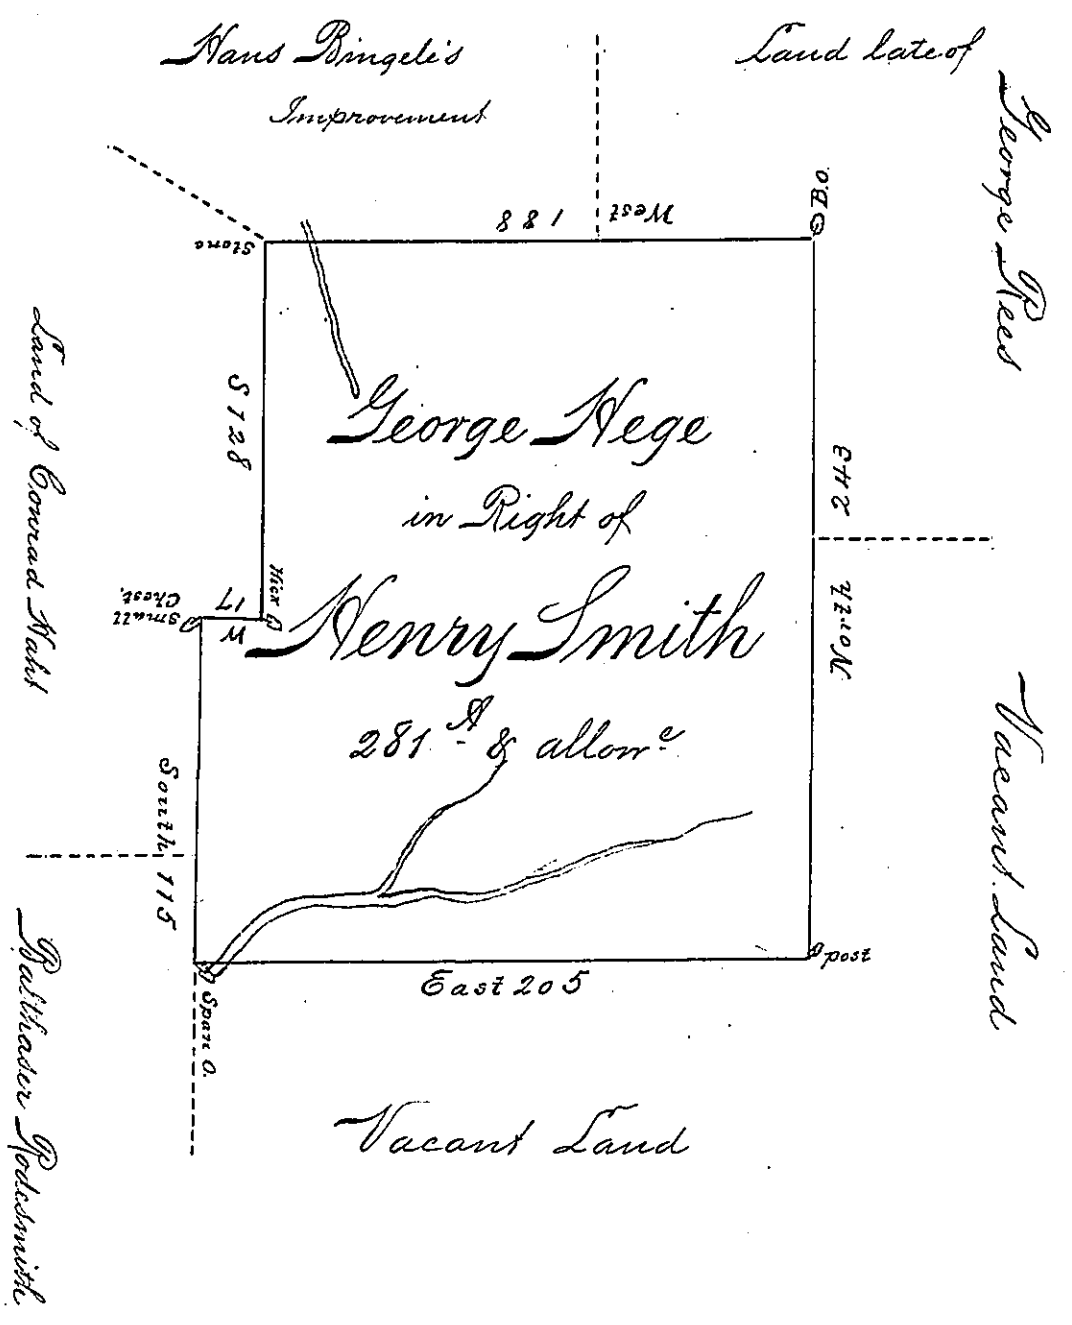 Hans Bingele's
Improvement
Land late of
George Rees
B.O.
West 188
Stone
S 128
Land of Conrad Naht
George Hege
in Right of
Henry Smith
281 A & allow.e
North 243
Hick
W 17
Small
Chest.
South 115
Vacant Land
post
East 205
Span O.
Balthaser Rodesmith
Vacant Land